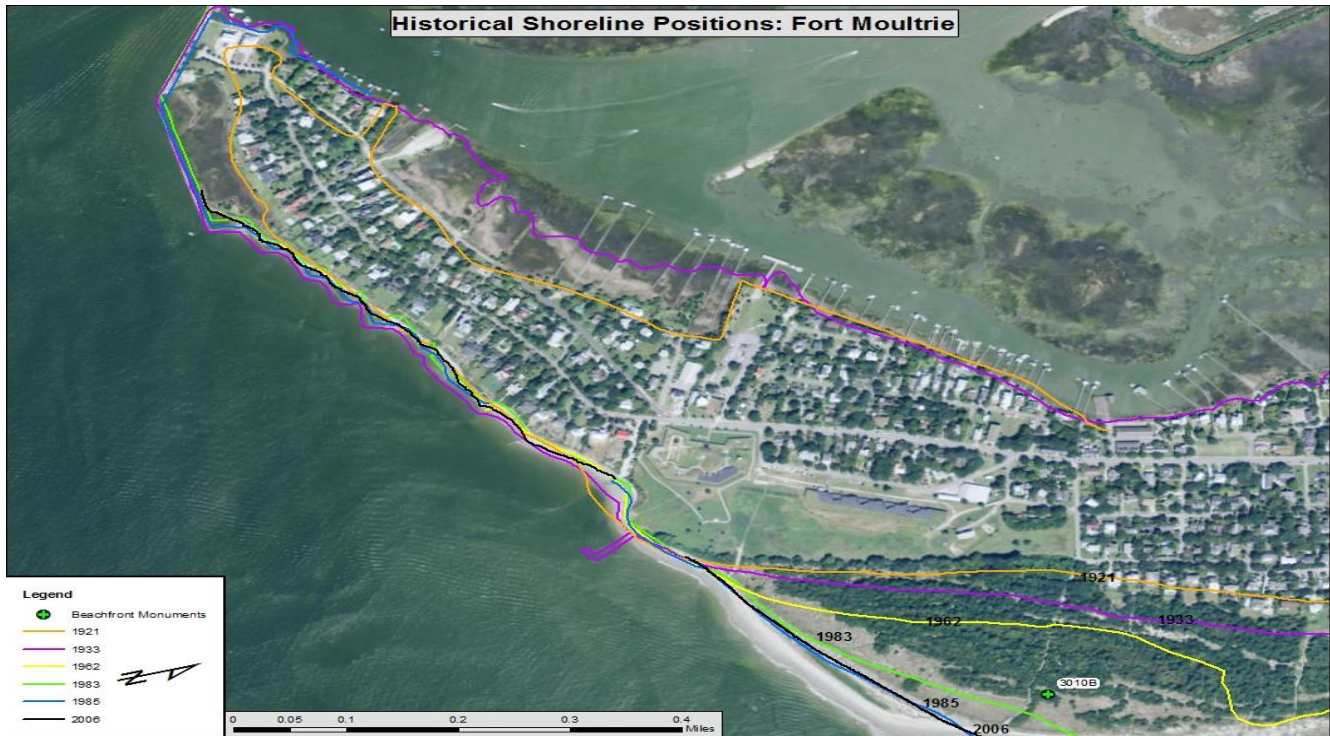 Historical Shoreline Positions: Fort Moultrie
1921
1933
1962
1983
3010B
1985
2006
Legend
Beachfront Monuments
1921
1933
1962
1983
1985
2006
N
0 0.05 0.1 0.2 0.3 0.4
Miles